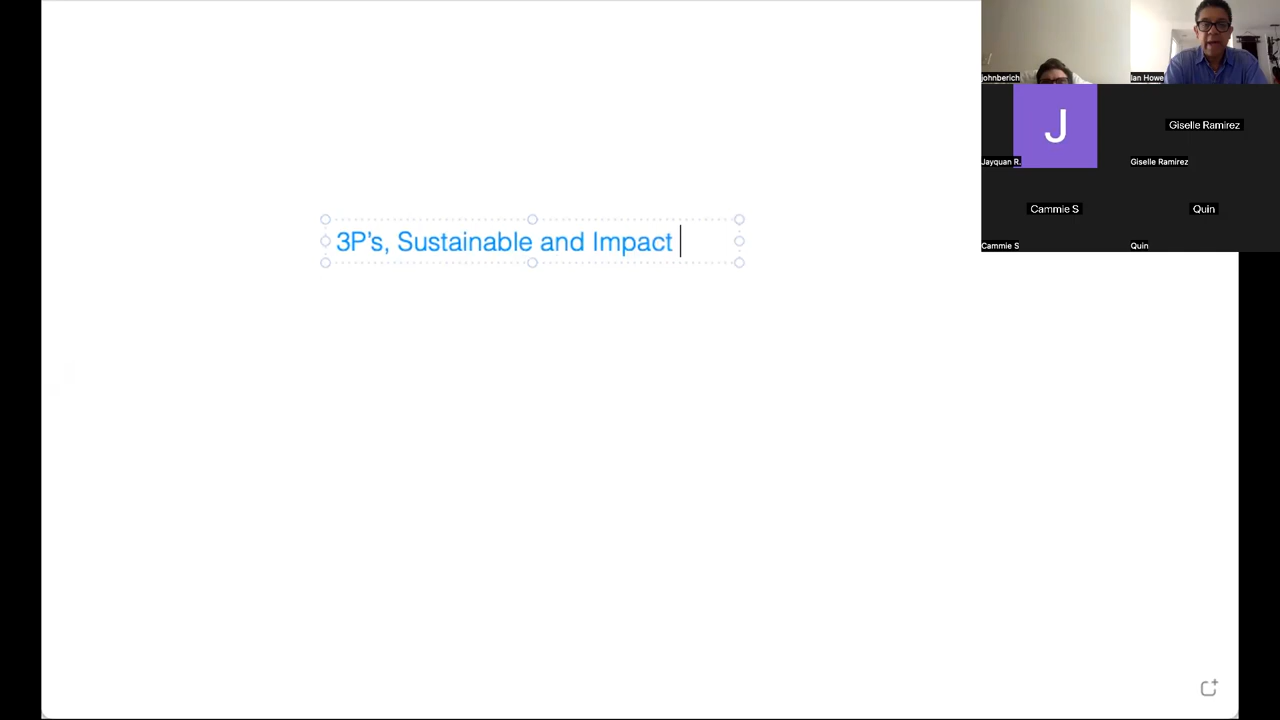 johnberich
Ian Howe
J
Giselle Ramirez
Jayquan R.
Giselle Ramirez
Cammie S
Quin
Cammie S
Quin
3P's, Sustainable and Impact